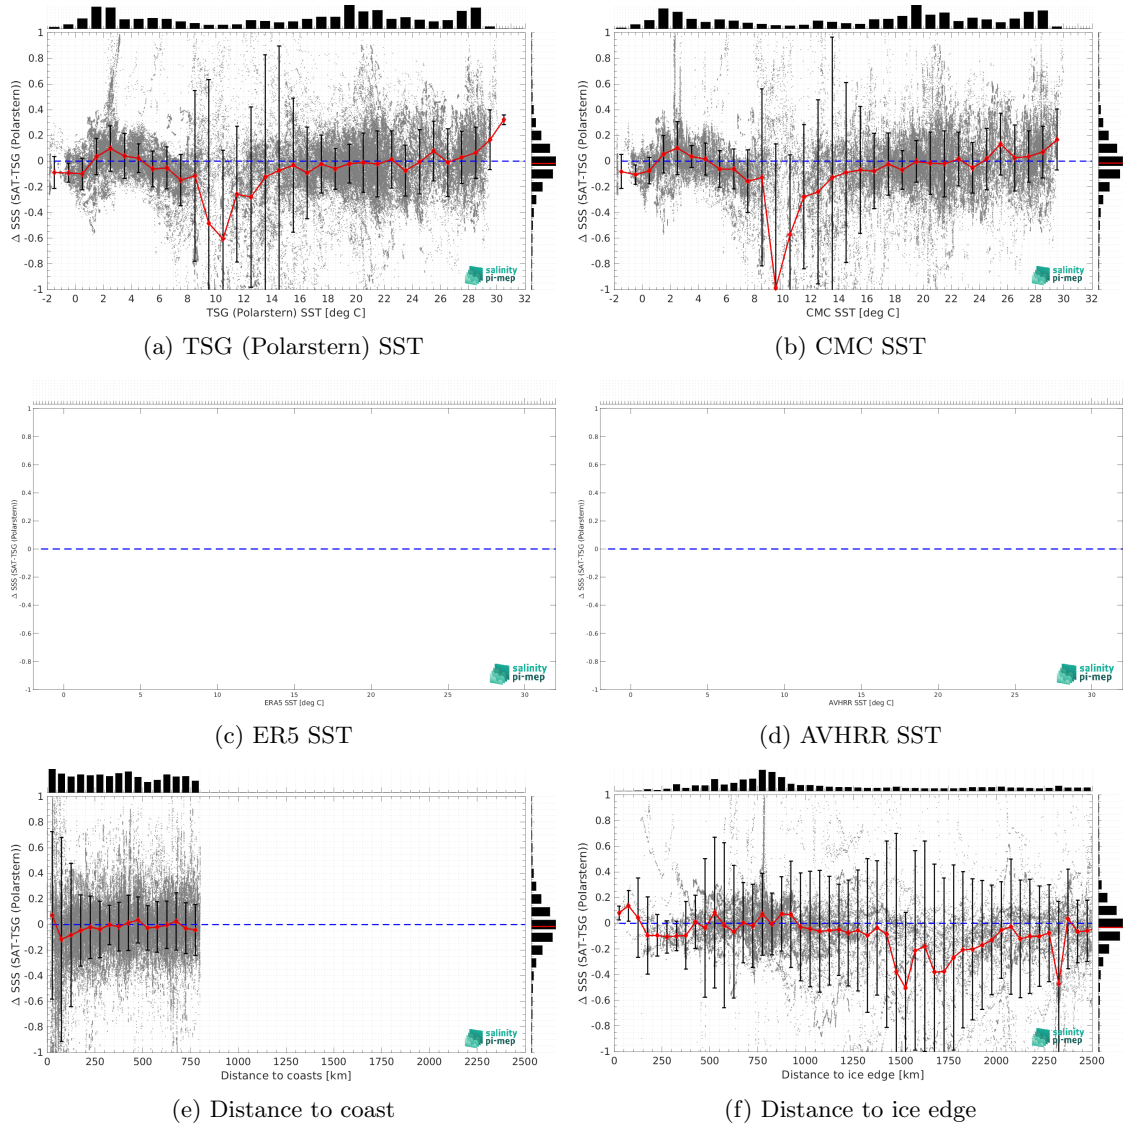 1
0.8
0.6
0.4
0.2
0
-0.2
-0.4
-0.6
-0.8
-1
Δ SSS (SAT-TSG (Polarstern))
-2 0 2 4 6 8 10 12 14 16 18 20 22 24 26 28 30 32
TSG (Polarstern) SST [deg C]
salinity
pi-mep
(a) TSG (Polarstern) SST
1
0.8
0.6
0.4
0.2
0
-0.2
-0.4
-0.6
-0.8
-1
Δ SSS (SAT-TSG (Polarstern))
-2 0 2 4 6 8 10 12 14 16 18 20 22 24 26 28 30 32
CMC SST [deg C]
salinity
pi-mep
(b) CMC SST
1
0.8
0.6
0.4
0.2
0
-0.2
-0.4
-0.6
-0.8
-1
Δ SSS (SAT-TSG (Polarstern))
0 5 10 15 20 25 30
ERA5 SST [deg C]
salinity
pi-mep
(c) ER5 SST
1
0.8
0.6
0.4
0.2
0
-0.2
-0.4
-0.6
-0.8
-1
Δ SSS (SAT-TSG (Polarstern))
0 5 10 15 20 25 30
AVHRR SST [deg C]
salinity
pi-mep
(d) AVHRR SST
1
0.8
0.6
0.4
0.2
0
-0.2
-0.4
-0.6
-0.8
-1
Δ SSS (SAT-TSG (Polarstern))
0 250 500 750 1000 1250 1500 1750 2000 2250 2500
Distance to coasts [km]
salinity
pi-mep
(e) Distance to coast
1
0.8
0.6
0.4
0.2
0
-0.2
-0.4
-0.6
-0.8
-1
Δ SSS (SAT-TSG (Polarstern))
0 250 500 750 1000 1250 1500 1750 2000 2250 2500
Distance to ice edge [km]
salinity
pi-mep
(f) Distance to ice edge